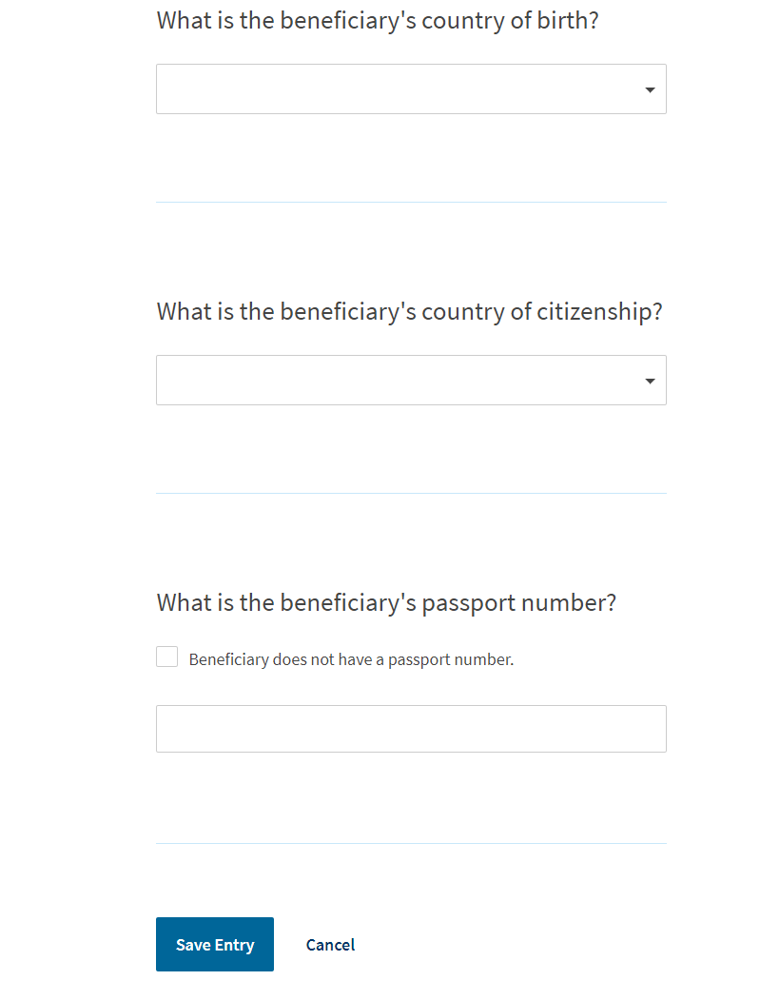 What is the beneficiary's country of birth?
What is the beneficiary's country of citizenship?
What is the beneficiary's passport number?
Beneficiary does not have a passport number.
Save Entry Cancel